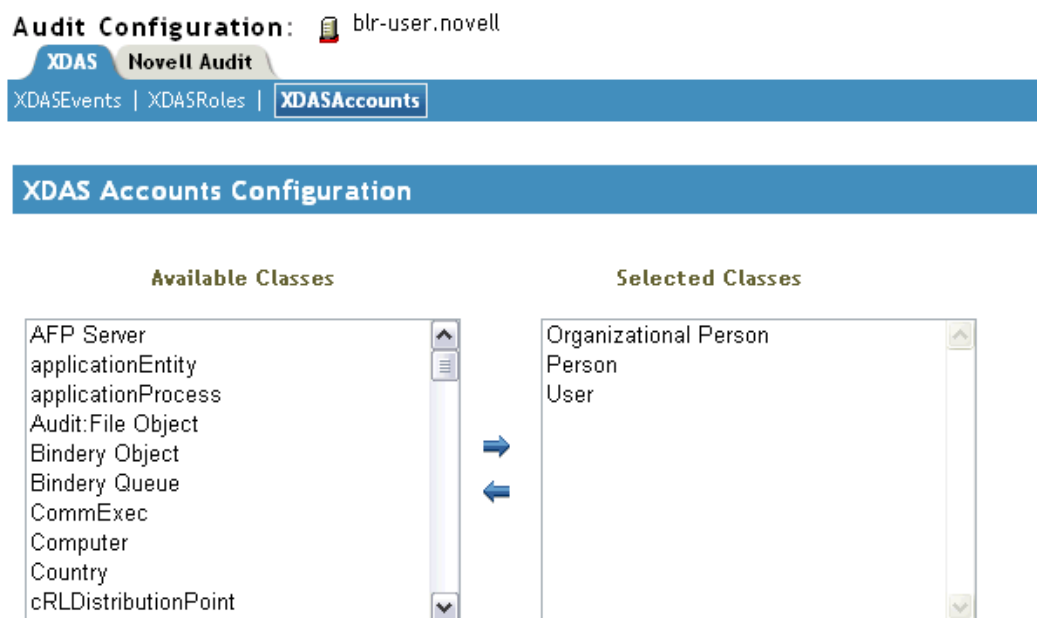 Audit Configuration: blr-user.novell
XDAS Novell Audit
XDASEvents | XDASRoles | XDASAccounts
XDAS Accounts Configuration
Available Classes
AFP Server
applicationEntity
applicationProcess
Audit:File Object
Bindery Object
Bindery Queue
CommExec
Computer
Country
cRLDistributionPoint
Selected Classes
Organizational Person
Person
User